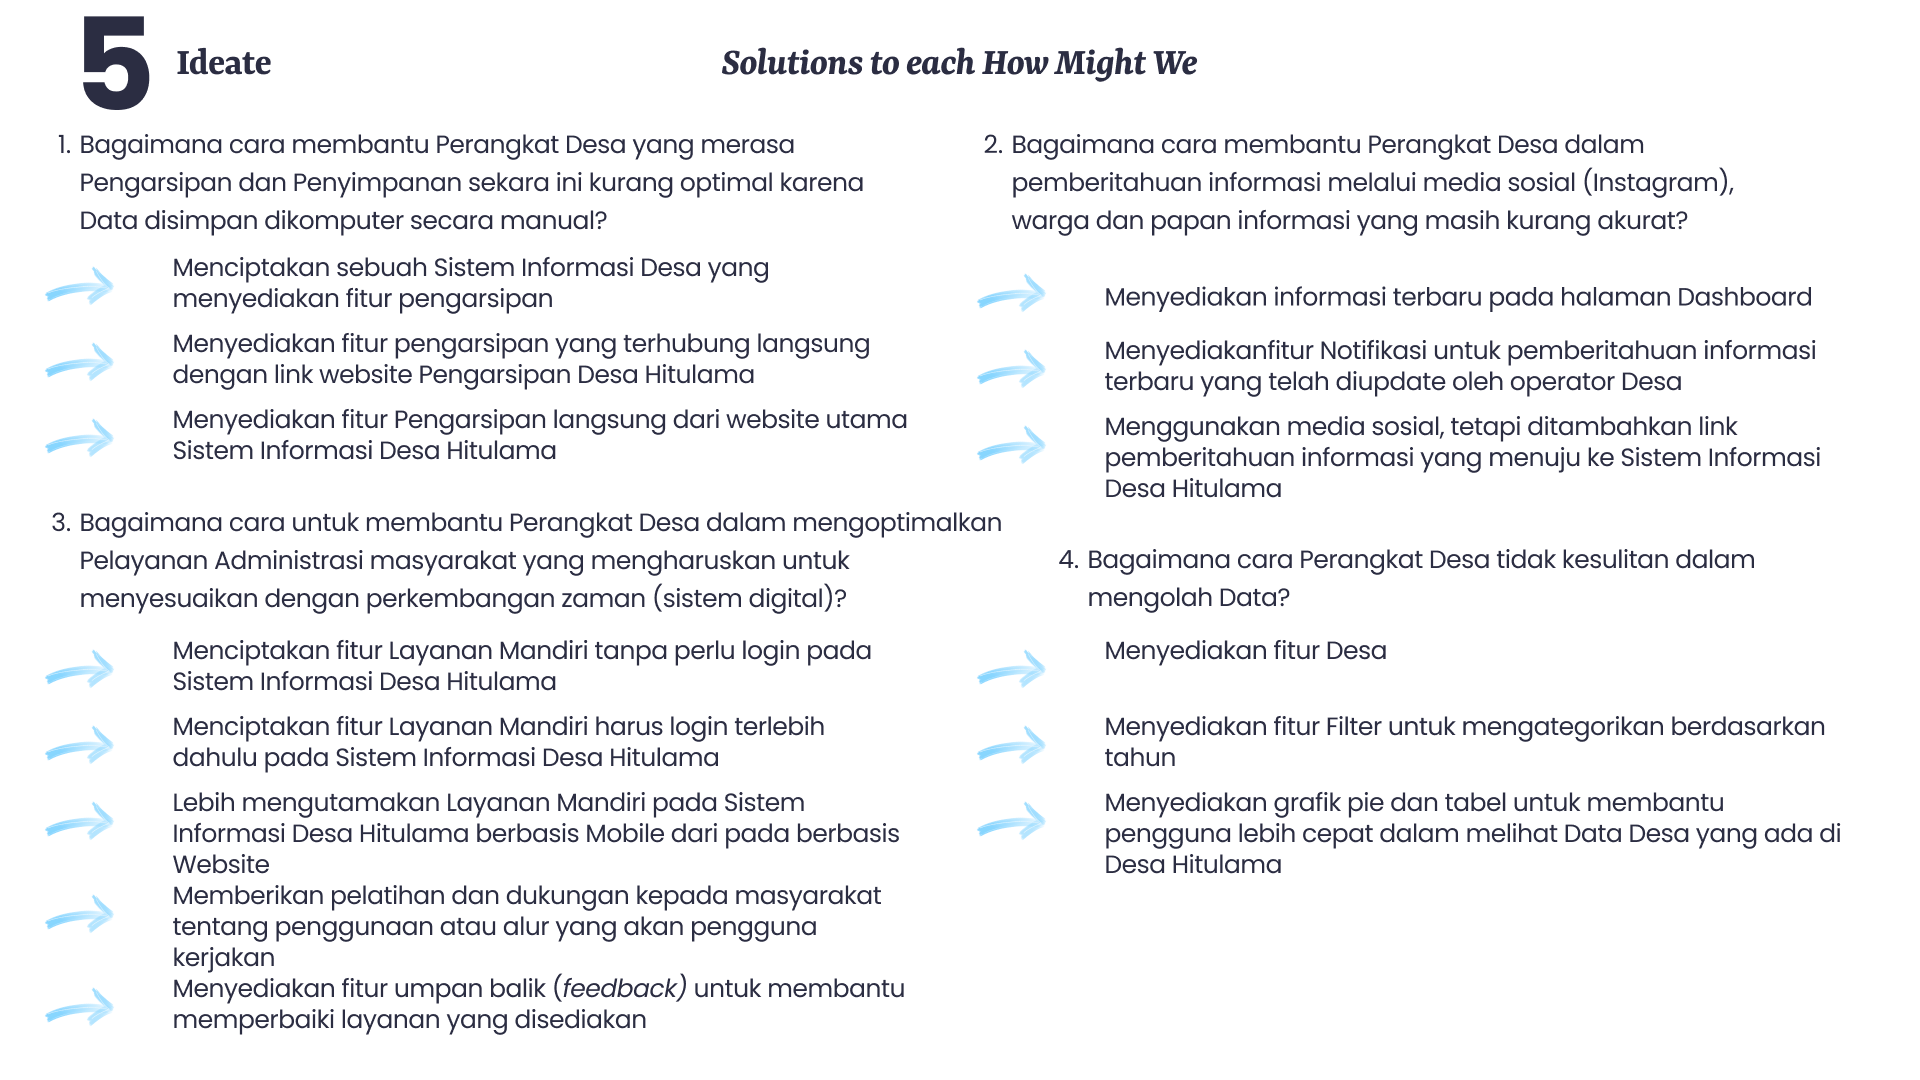 5 Ideate
Solutions to each How Might We
1. Bagaimana cara membantu Perangkat Desa yang merasa
Pengarsipan dan Penyimpanan sekara ini kurang optimal karena
Data disimpan dikomputer secara manual?
Menciptakan sebuah Sistem Informasi Desa yang
menyediakan fitur pengarsipan
Menyediakan fitur pengarsipan yang terhubung langsung
dengan link website Pengarsipan Desa Hitulama
Menyediakan fitur Pengarsipan langsung dari website utama
Sistem Informasi Desa Hitulama
2. Bagaimana cara membantu Perangkat Desa dalam
pemberitahuan informasi melalui media sosial (Instagram),
warga dan papan informasi yang masih kurang akurat?
Menyediakan informasi terbaru pada halaman Dashboard
Menyediakanfitur Notifikasi untuk pemberitahuan informasi
terbaru yang telah diupdate oleh operator Desa
Menggunakan media sosial, tetapi ditambahkan link
pemberitahuan informasi yang menuju ke Sistem Informasi
Desa Hitulama
3. Bagaimana cara untuk membantu Perangkat Desa dalam mengoptimalkan
Pelayanan Administrasi masyarakat yang mengharuskan untuk
menyesuaikan dengan perkembangan zaman (sistem digital)?
Menciptakan fitur Layanan Mandiri tanpa perlu login pada
Sistem Informasi Desa Hitulama
Menciptakan fitur Layanan Mandiri harus login terlebih
dahulu pada Sistem Informasi Desa Hitulama
Lebih mengutamakan Layanan Mandiri pada Sistem
Informasi Desa Hitulama berbasis Mobile dari pada berbasis
Website
Memberikan pelatihan dan dukungan kepada masyarakat
tentang penggunaan atau alur yang akan pengguna
kerjakan
Menyediakan fitur umpan balik (feedback) untuk membantu
memperbaiki layanan yang disediakan
4. Bagaimana cara Perangkat Desa tidak kesulitan dalam
mengolah Data?
Menyediakan fitur Desa
Menyediakan fitur Filter untuk mengategorikan berdasarkan
tahun
Menyediakan grafik pie dan tabel untuk membantu
pengguna lebih cepat dalam melihat Data Desa yang ada di
Desa Hitulama